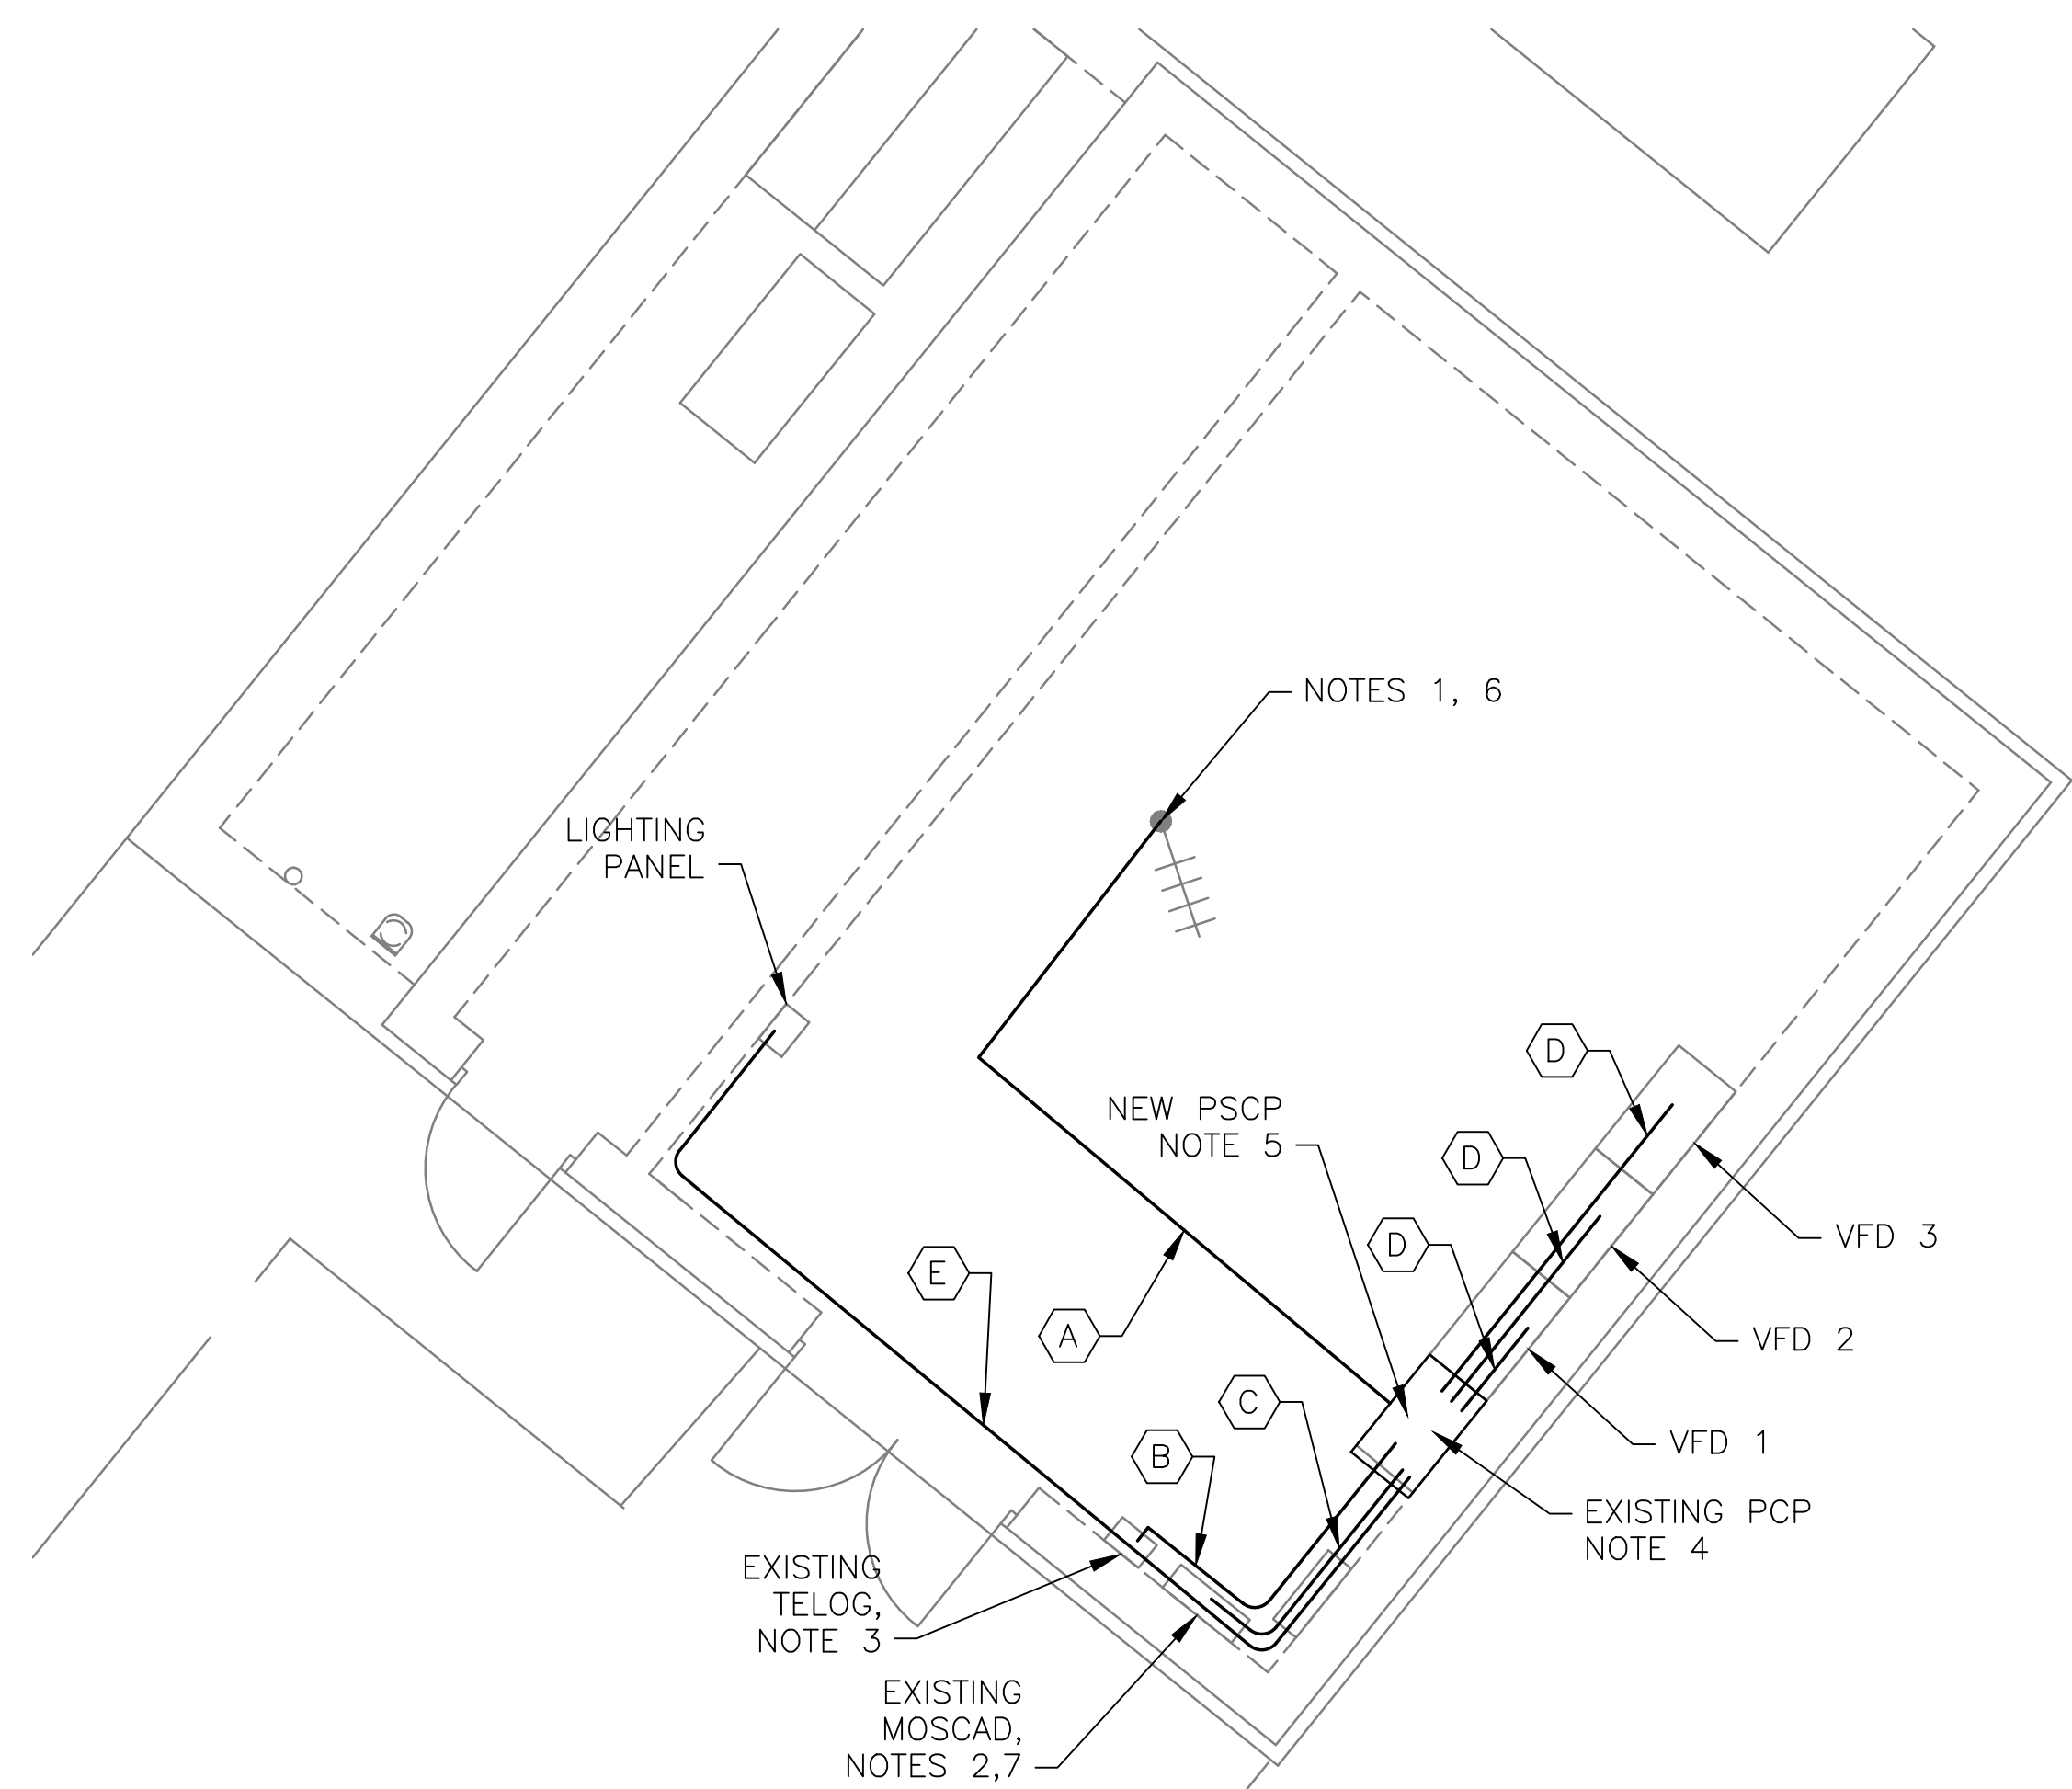 NOTES 1, 6
LIGHTING
PANEL
D
NEW PSCP
NOTE 5
D
D
VFD 3
E
A
VFD 2
C
VFD 1
B
EXISTING PCP
NOTE 4
EXISTING
TELOG,
NOTE 3
EXISTING
MOSCAD,
NOTES 2,7